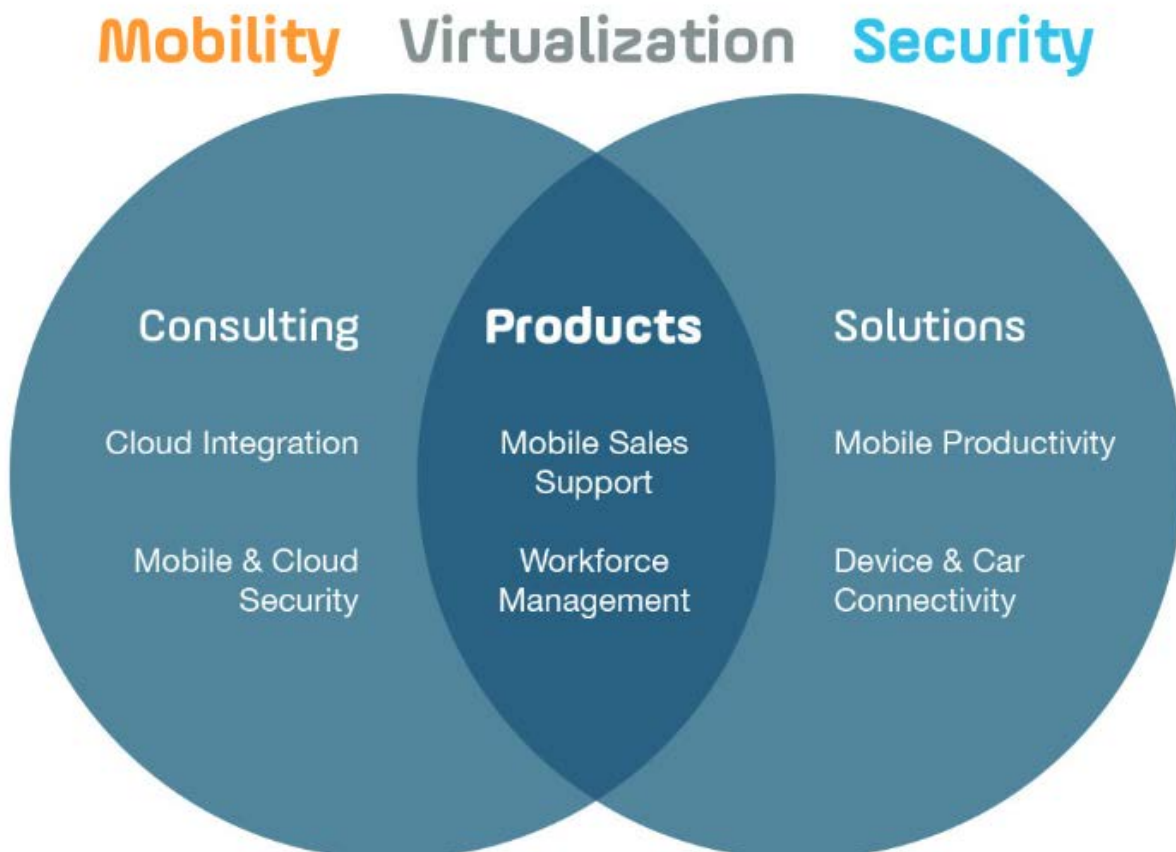 Mobility Virtualization Security
Consulting
Cloud Integration
Mobile & Cloud
Security
Products
Mobile Sales
Support
Workforce
Management
Solutions
Mobile Productivity
Device & Car
Connectivity